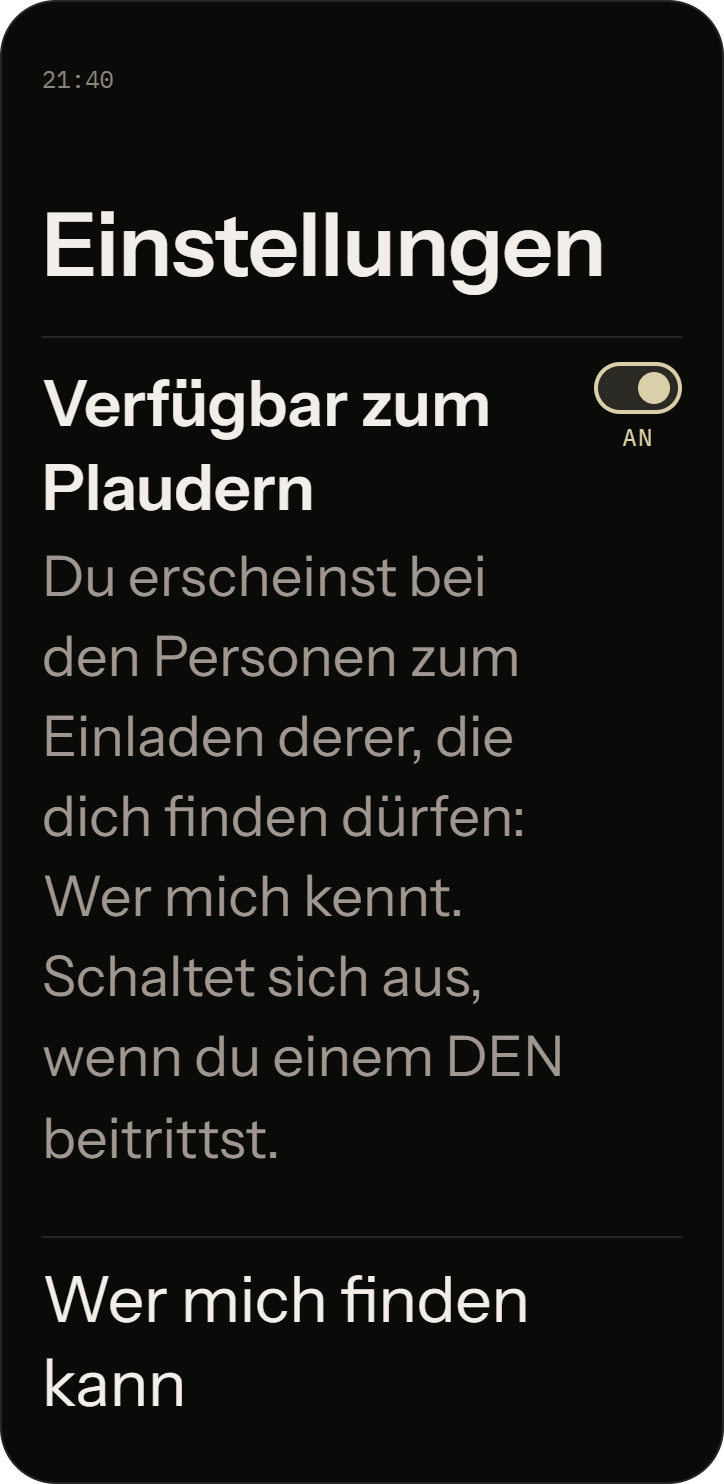 21:40
Einstellungen
Verfügbar zum
AN
Plaudern
Du erscheinst bei
den Personen zum
Einladen derer, die
dich finden dürfen:
Wer mich kennt.
Schaltet sich aus,
wenn du einem DEN
beitrittst.
Wer mich finden
kann